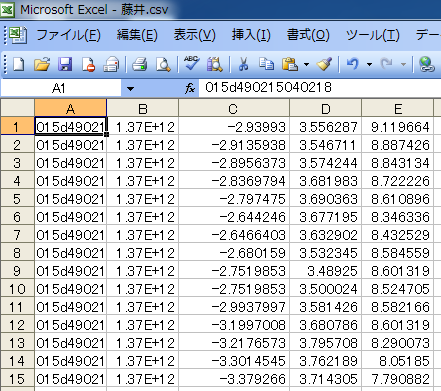 Microsoft Excel - 藤井.csv
ファイル(F) 編集(E) 表示(V) 挿入(I) 書式(O) ツール(T) デー
A1 fx 015d490215040218
A B C D E
1 015d49021 1.37E+12 -2.93993 3.556287 9.119664
2 015d49021 1.37E+12 -2.9135938 3.546711 8.887426
3 015d49021 1.37E+12 -2.8956373 3.574244 8.843134
4 015d49021 1.37E+12 -2.8369794 3.681983 8.722226
5 015d49021 1.37E+12 -2.797475 3.690363 8.610896
6 015d49021 1.37E+12 -2.644246 3.677195 8.346336
7 015d49021 1.37E+12 -2.6466403 3.632902 8.432529
8 015d49021 1.37E+12 -2.680159 3.532345 8.584559
9 015d49021 1.37E+12 -2.7519853 3.48925 8.601319
10 015d49021 1.37E+12 -2.7519853 3.500024 8.524705
11 015d49021 1.37E+12 -2.9937997 3.581426 8.582166
12 015d49021 1.37E+12 -3.1997008 3.680786 8.601319
13 015d49021 1.37E+12 -3.2176573 3.795708 8.290073
14 015d49021 1.37E+12 -3.3014545 3.762189 8.05185
15 015d49021 1.37E+12 -3.379266 3.714305 7.790882